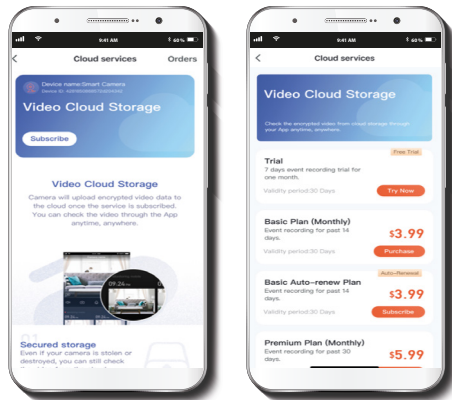 9:41 AM
60%
Cloud services
Orders
Device name:Smart Camera
Video Cloud Storage
Subscribe
Video Cloud Storage
Camera will upload encrypted video data to
the cloud once the service is subscribed.
You can check the video through the App
anytime, anywhere.
09.24
01
Secured storage
Even if your camera is stolen or
destroyed, you can still check
9:41 AM
60%
Cloud services
Video Cloud Storage
Check the encrypted video from cloud storage through
your App anytime, anywhere.
Free Trial
Trial
7 days event recording trial for
one month.
Validity period:30 Days
Try Now
Basic Plan (Monthly)
Event recording for past 14
days.
$3.99
Validity period:30 Days
Purchase
Auto-Renewal
Basic Auto-renew Plan
Event recording for past 14
days.
$3.99
Validity period:30 Days
Subscribe
Premium Plan (Monthly)
Event recording for past 30
days.
$5.99